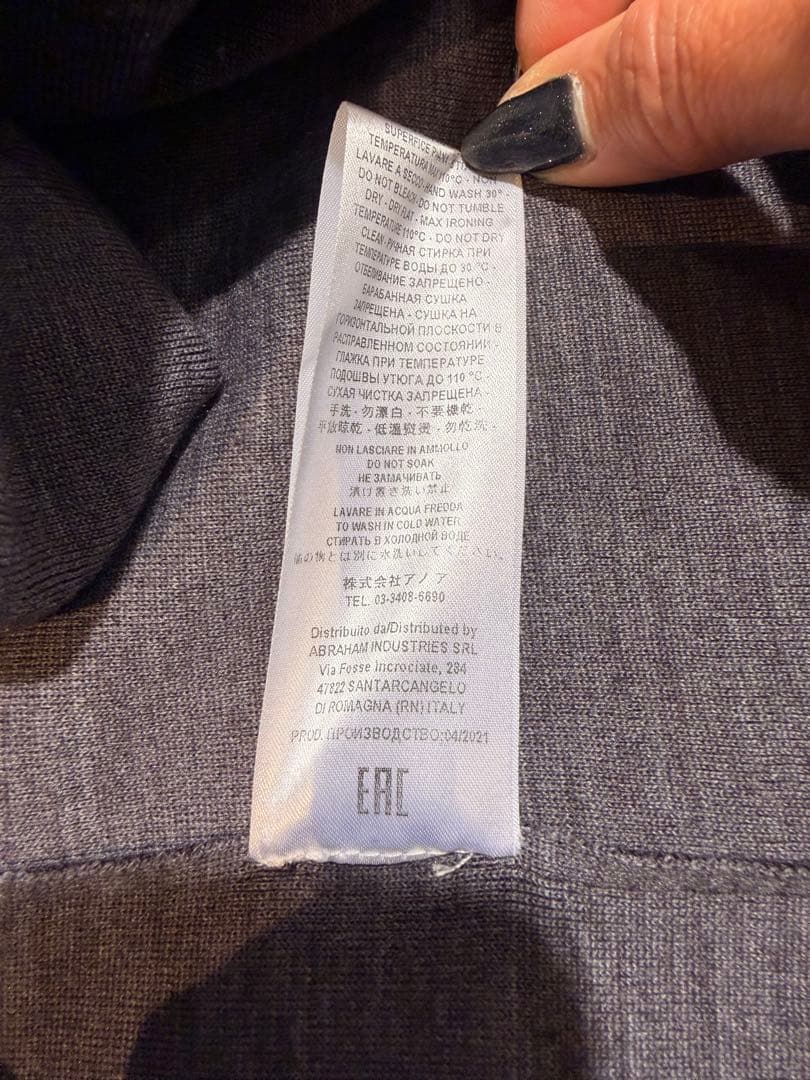 SUPERFICE
TEMPERATURA 110°C - NON
LAVARE A SECCO - HAND WASH 30° -
DO NOT BLEACH - DO NOT TUMBLE
DRY - DRY FLAT - MAX IRONING
TEMPERATURE 110°C - DO NOT DRY
CLEAN - РУЧНАЯ СТИРКА ПРИ
ТЕМПЕРАТУРЕ ВОДЫ ДО 30 °C -
ОТБЕЛИВАНИЕ ЗАПРЕЩЕНО -
БАРАБАННАЯ СУШКА
ЗАПРЕЩЕНА - СУШКА НА
ГОРИЗОНТАЛЬНОЙ ПЛОСКОСТИ В
РАСПРАВЛЕННОМ СОСТОЯНИИ -
ГЛАЖКА ПРИ ТЕМПЕРАТУРЕ
ПОДОШВЫ УТЮГА ДО 110 °C -
СУХАЯ ЧИСТКА ЗАПРЕЩЕНА -
手洗 - 勿漂白 - 不要機乾 -
平放晾乾 - 低溫熨燙 - 勿乾洗 -
NON LASCIARE IN AMMOLLO
DO NOT SOAK
НЕ ЗАМАЧИВАТЬ
漬け置き洗い禁止
LAVARE IN ACQUA FREDDA
TO WASH IN COLD WATER
СТИРАТЬ В ХОЛОДНОЙ ВОДЕ
他の物とは別に水洗いしてください。
株式会社アノア
TEL. 03-3408-6690
Distribuito da/Distributed by
ABRAHAM INDUSTRIES SRL
Via Fosse Incrociate, 234
47822 SANTARCANGELO
DI ROMAGNA (RN) ITALY
PROD. ПРОИЗВОДСТВО:04/2021
EAC